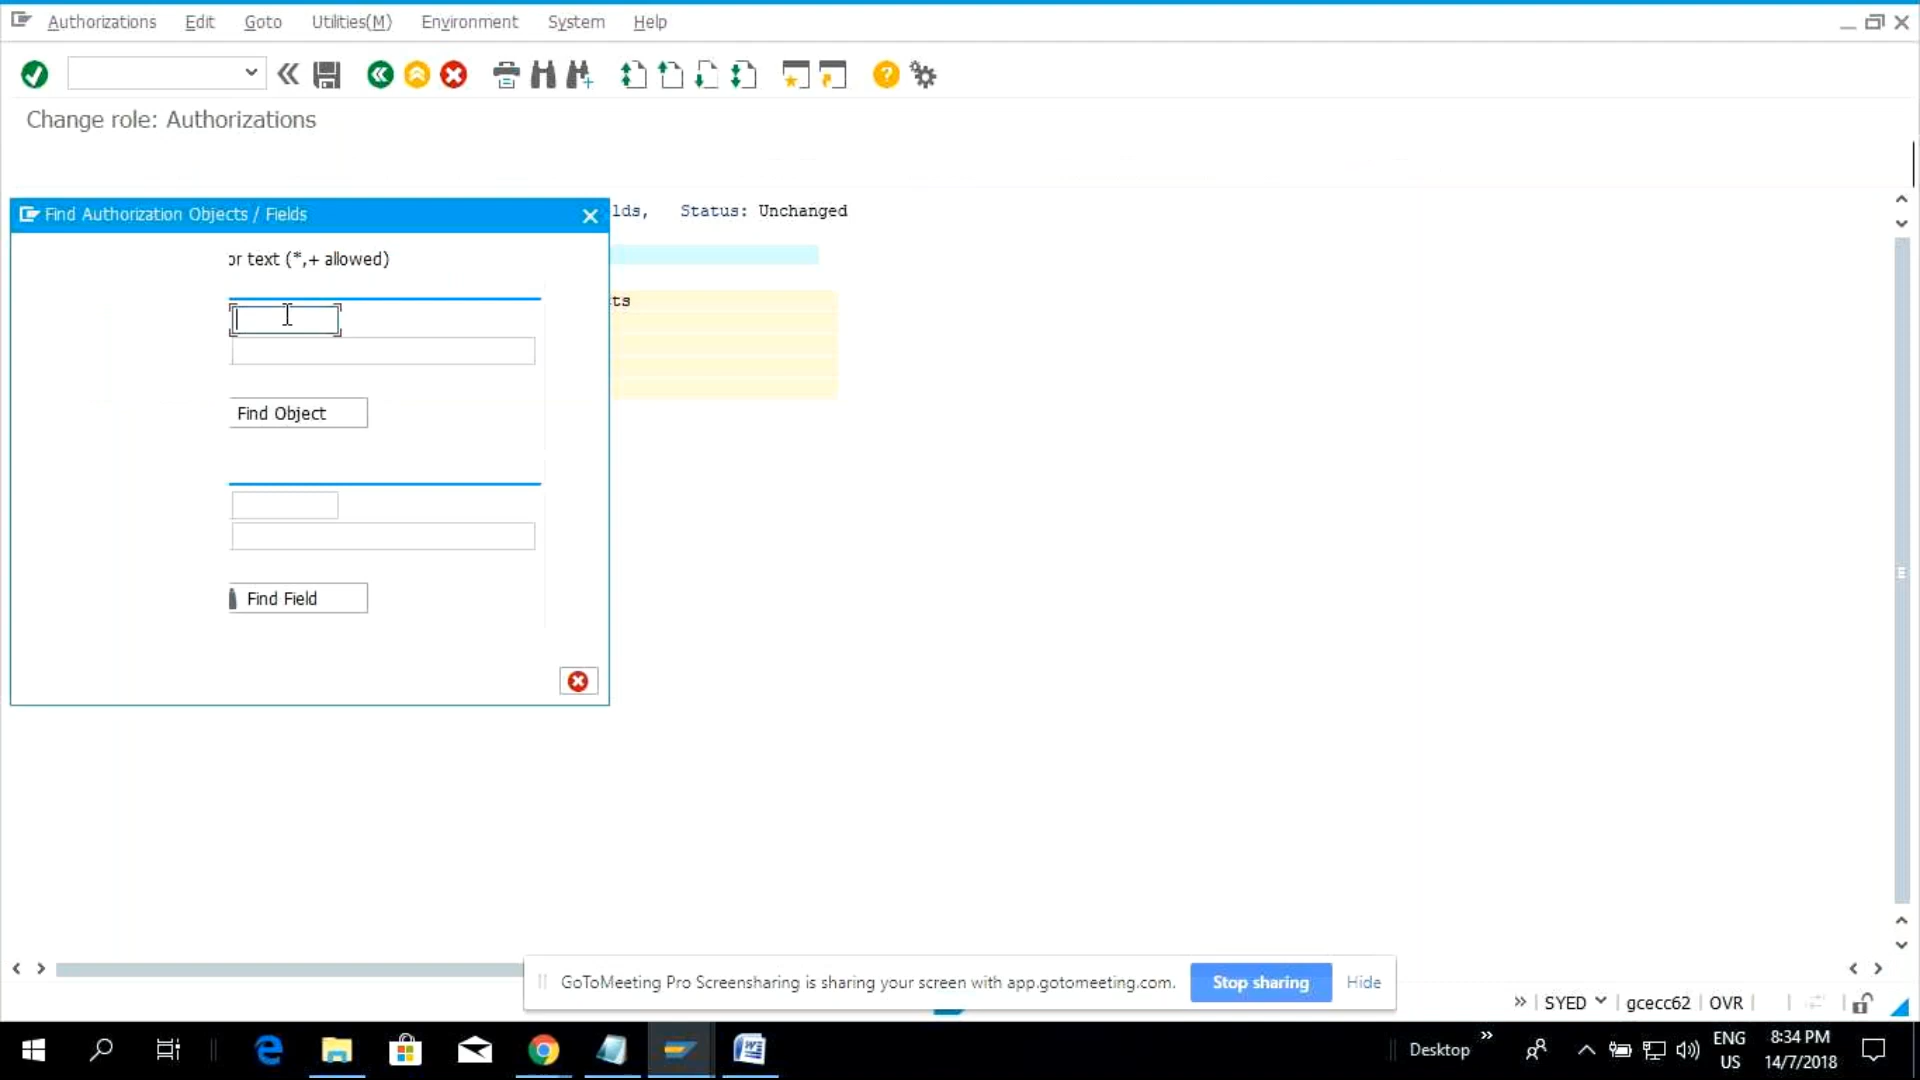 Authorizations Edit Goto Utilities(M) Environment System Help
Change role: Authorizations
Find Authorization Objects / Fields
lds, Status: Unchanged
or text (*,+ allowed)
ts
Find Object
Find Field
GoToMeeting Pro Screensharing is sharing your screen with app.gotomeeting.com. Stop sharing Hide
SYED gcecc62 OVR
Desktop
ENG
US
8:34 PM
14/7/2018